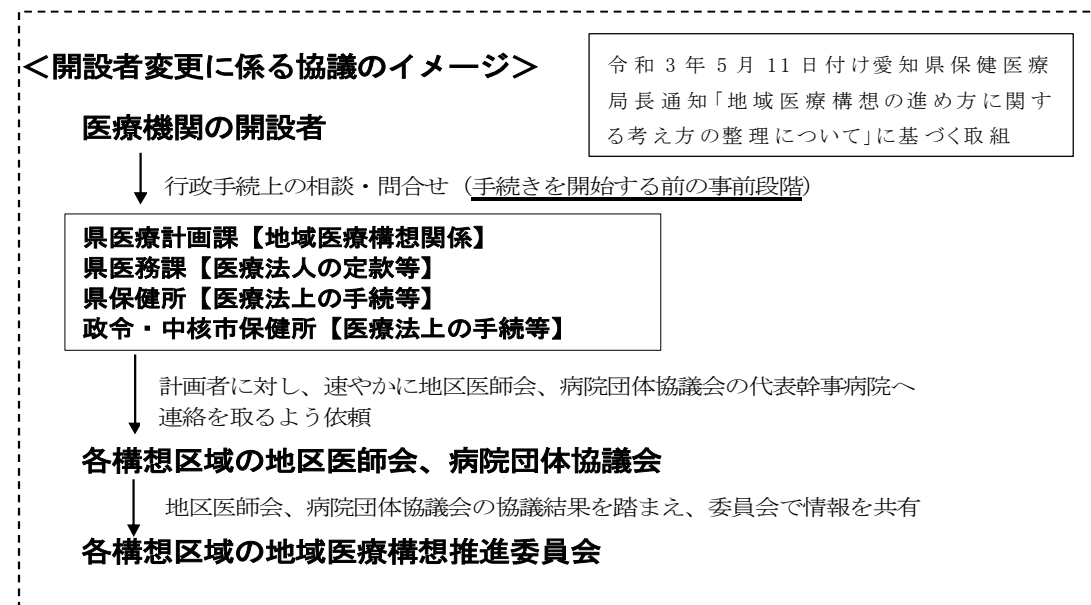 ＜開設者変更に係る協議のイメージ＞
令和3年5月11日付け愛知県保健医療
局長通知「地域医療構想の進め方に関す
る考え方の整理について」に基づく取組
医療機関の開設者
行政手続上の相談・問合せ（手続きを開始する前の事前段階）
県医療計画課【地域医療構想関係】
県医務課【医療法人の定款等】
県保健所【医療法上の手続等】
政令・中核市保健所【医療法上の手続等】
計画者に対し、速やかに地区医師会、病院団体協議会の代表幹事病院へ
連絡を取るよう依頼
各構想区域の地区医師会、病院団体協議会
地区医師会、病院団体協議会の協議結果を踏まえ、委員会で情報を共有
各構想区域の地域医療構想推進委員会